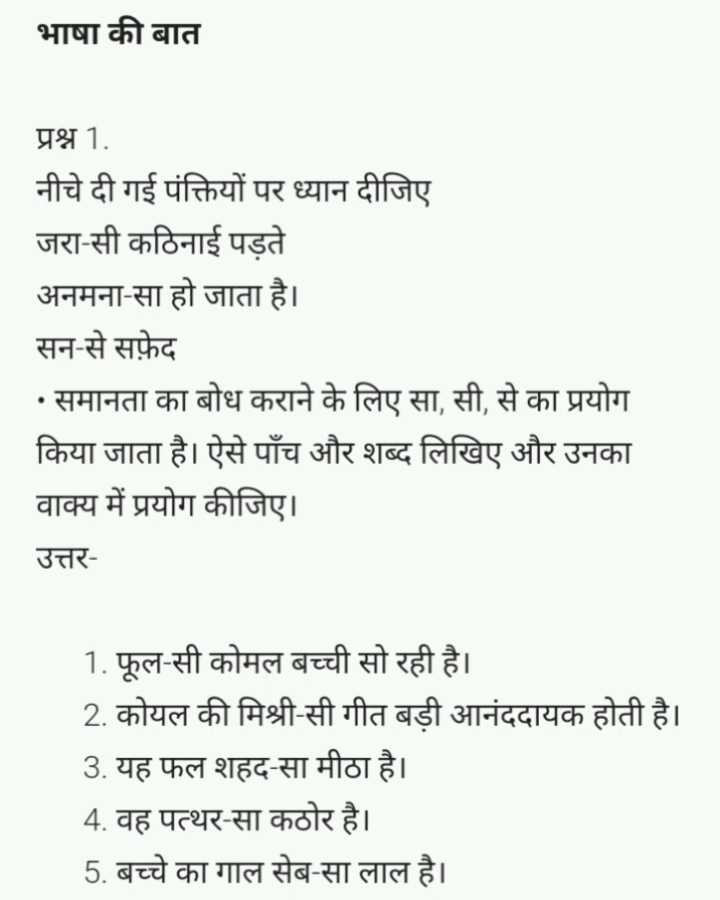 भाषा की बात
प्रश्न 1.
नीचे दी गई पंक्तियों पर ध्यान दीजिए
जरा-सी कठिनाई पड़ते
अनमना-सा हो जाता है।
सन-से सफ़ेद
• समानता का बोध कराने के लिए सा, सी, से का प्रयोग
किया जाता है। ऐसे पाँच और शब्द लिखिए और उनका
वाक्य में प्रयोग कीजिए।
उत्तर-
1. फूल-सी कोमल बच्ची सो रही है।
2. कोयल की मिश्री-सी गीत बड़ी आनंददायक होती है।
3. यह फल शहद-सा मीठा है।
4. वह पत्थर-सा कठोर है।
5. बच्चे का गाल सेब-सा लाल है।